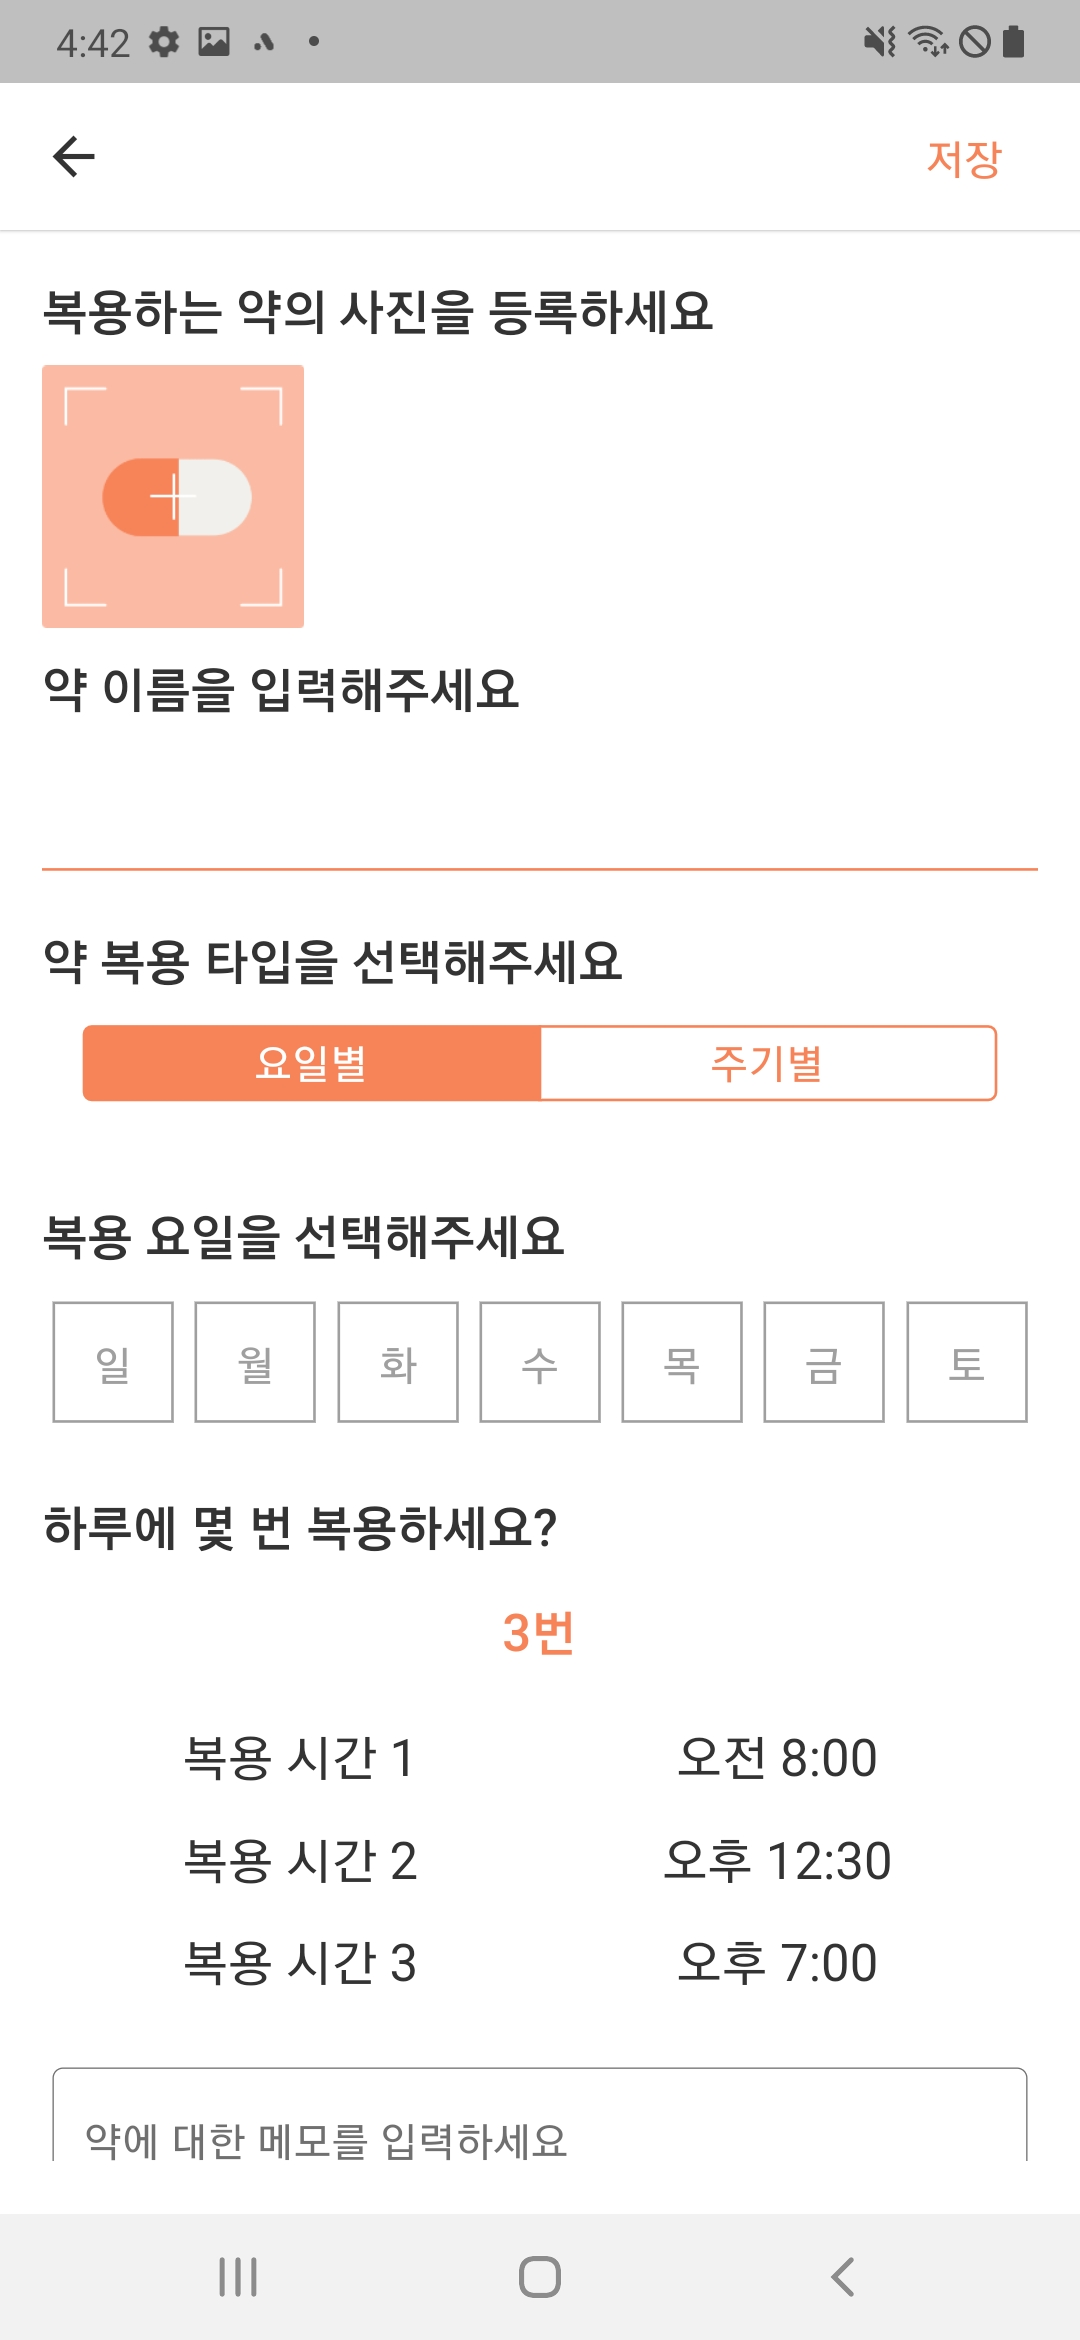 4:42
저장
복용하는 약의 사진을 등록하세요
약 이름을 입력해주세요
약 복용 타입을 선택해주세요
요일별 주기별
복용 요일을 선택해주세요
일 월 화 수 목 금 토
하루에 몇 번 복용하세요?
3번
복용 시간 1 오전 8:00
복용 시간 2 오후 12:30
복용 시간 3 오후 7:00
약에 대한 메모를 입력하세요